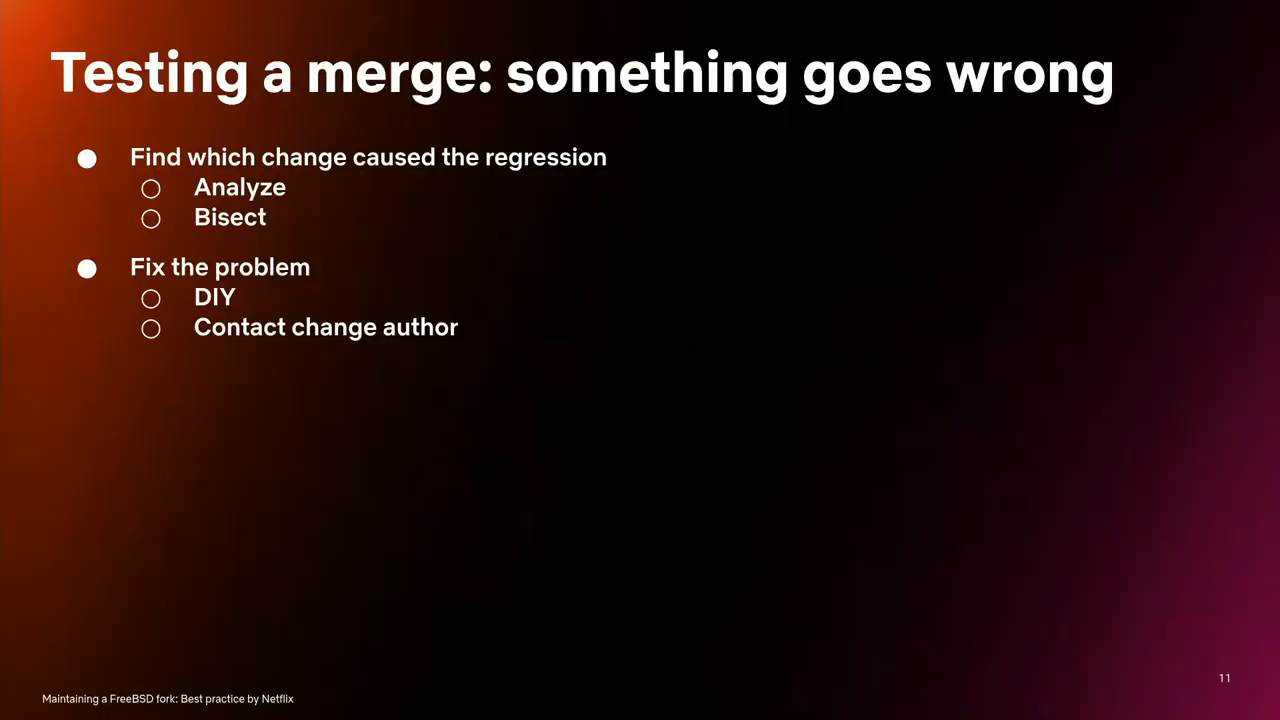 Testing a merge: something goes wrong
● Find which change caused the regression
○ Analyze
○ Bisect
● Fix the problem
○ DIY
○ Contact change author
11
Maintaining a FreeBSD fork: Best practice by Netflix